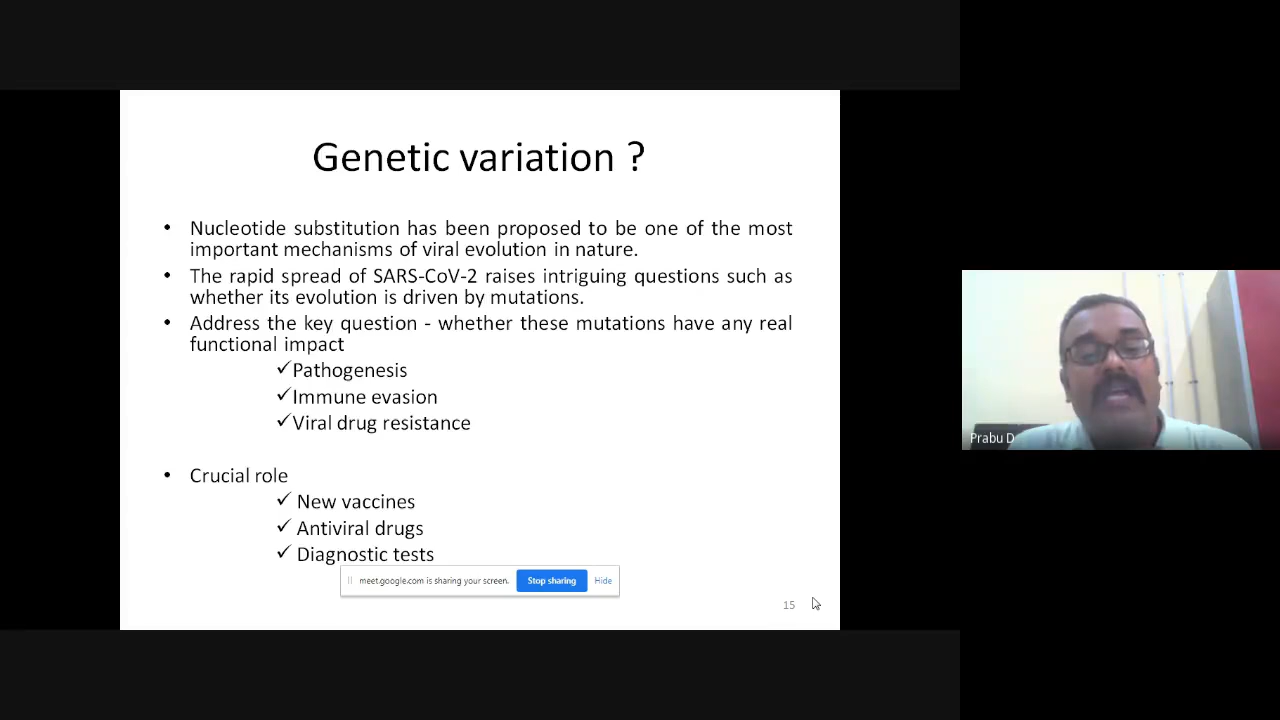 Genetic variation ?
• Nucleotide substitution has been proposed to be one of the most
important mechanisms of viral evolution in nature.
• The rapid spread of SARS-CoV-2 raises intriguing questions such as
whether its evolution is driven by mutations.
• Address the key question - whether these mutations have any real
functional impact
✓Pathogenesis
✓Immune evasion
✓Viral drug resistance
• Crucial role
✓ New vaccines
✓ Antiviral drugs
✓ Diagnostic tests
meet.google.com is sharing your screen. Stop sharing Hide
15
Prabu D